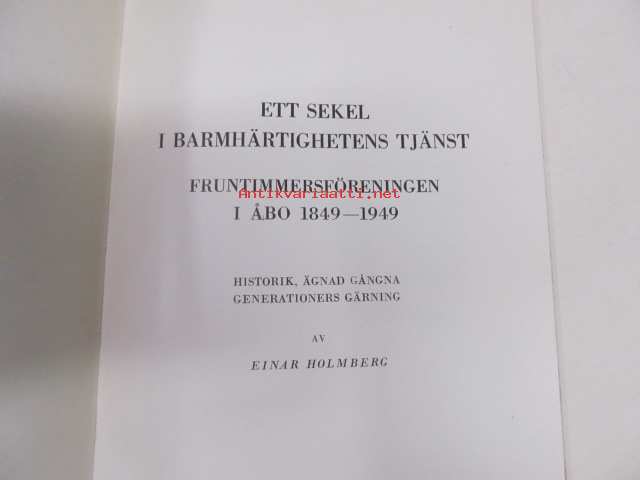 ETT SEKEL
I BARMHÄRTIGHETENS TJÄNST
FRUNTIMMERSFÖRENINGEN
Antikvariaatti.net
I ÅBO 1849—1949
HISTORIK, ÄGNAD GÅNGNA
GENERATIONERS GÄRNING
AV
EINAR HOLMBERG